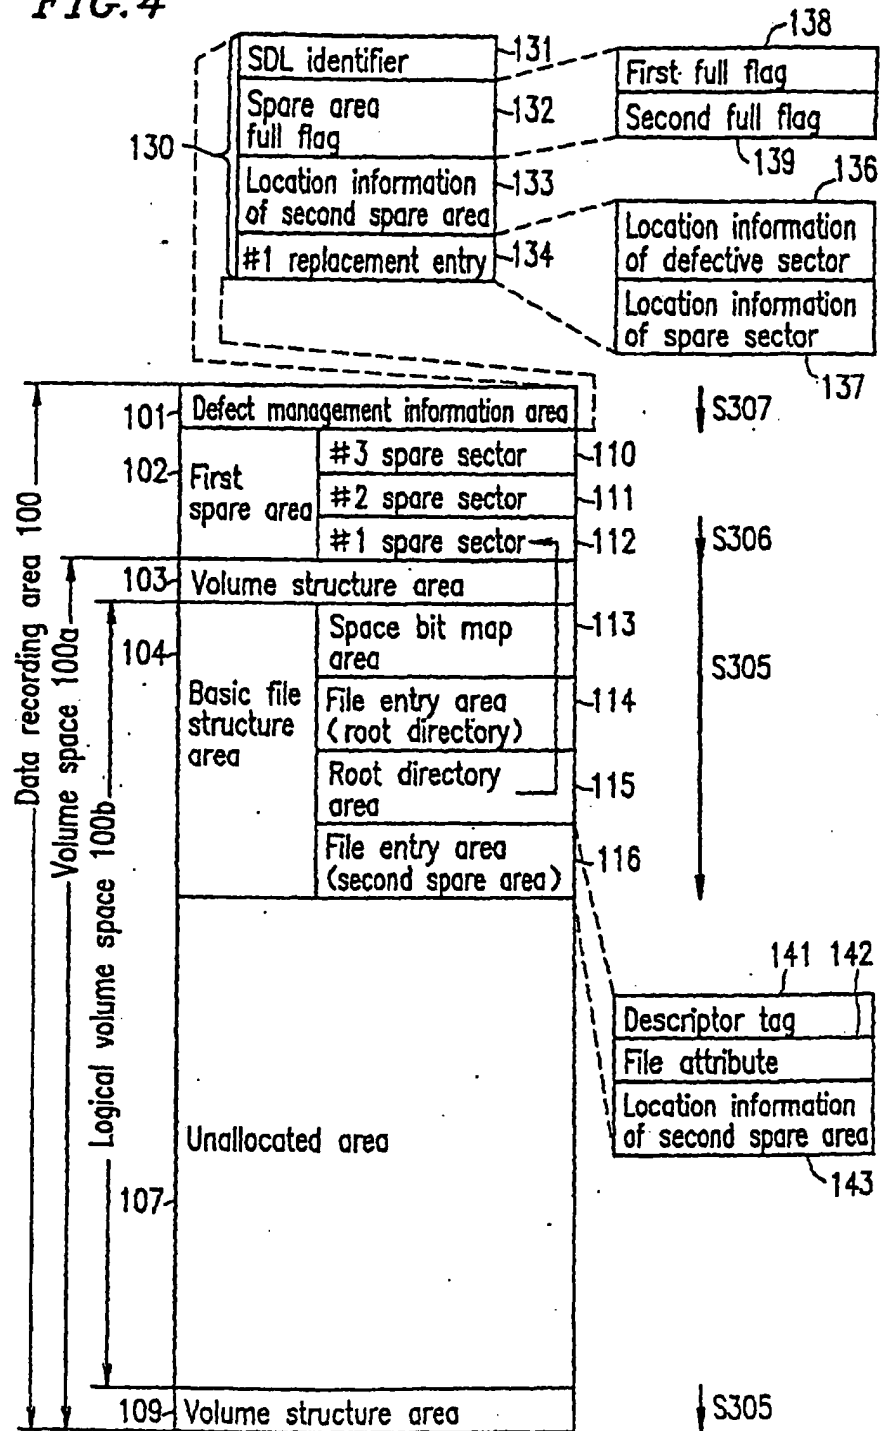 FIG.4
138
SDL identifier
131
First full flag
Spare area
full flag
132
Second full flag
130
139
136
Location information
of second spare area
133
Location information
of defective sector
#1 replacement entry
134
Location information
of spare sector
137
101
Defect management information area
S307
102
First
spare area
#3 spare sector
110
#2 spare sector
111
#1 spare sector
112
S306
103
Volume structure area
104
Basic file
structure
area
Space bit map
area
113
S305
File entry area
(root directory)
114
Root directory
area
115
File entry area
(second spare area)
116
Data recording area 100
Volume space 100a
Logical volume space 100b
141 142
Descriptor tag
File attribute
Location information
of second spare area
143
Unallocated area
107
109
Volume structure area
S305